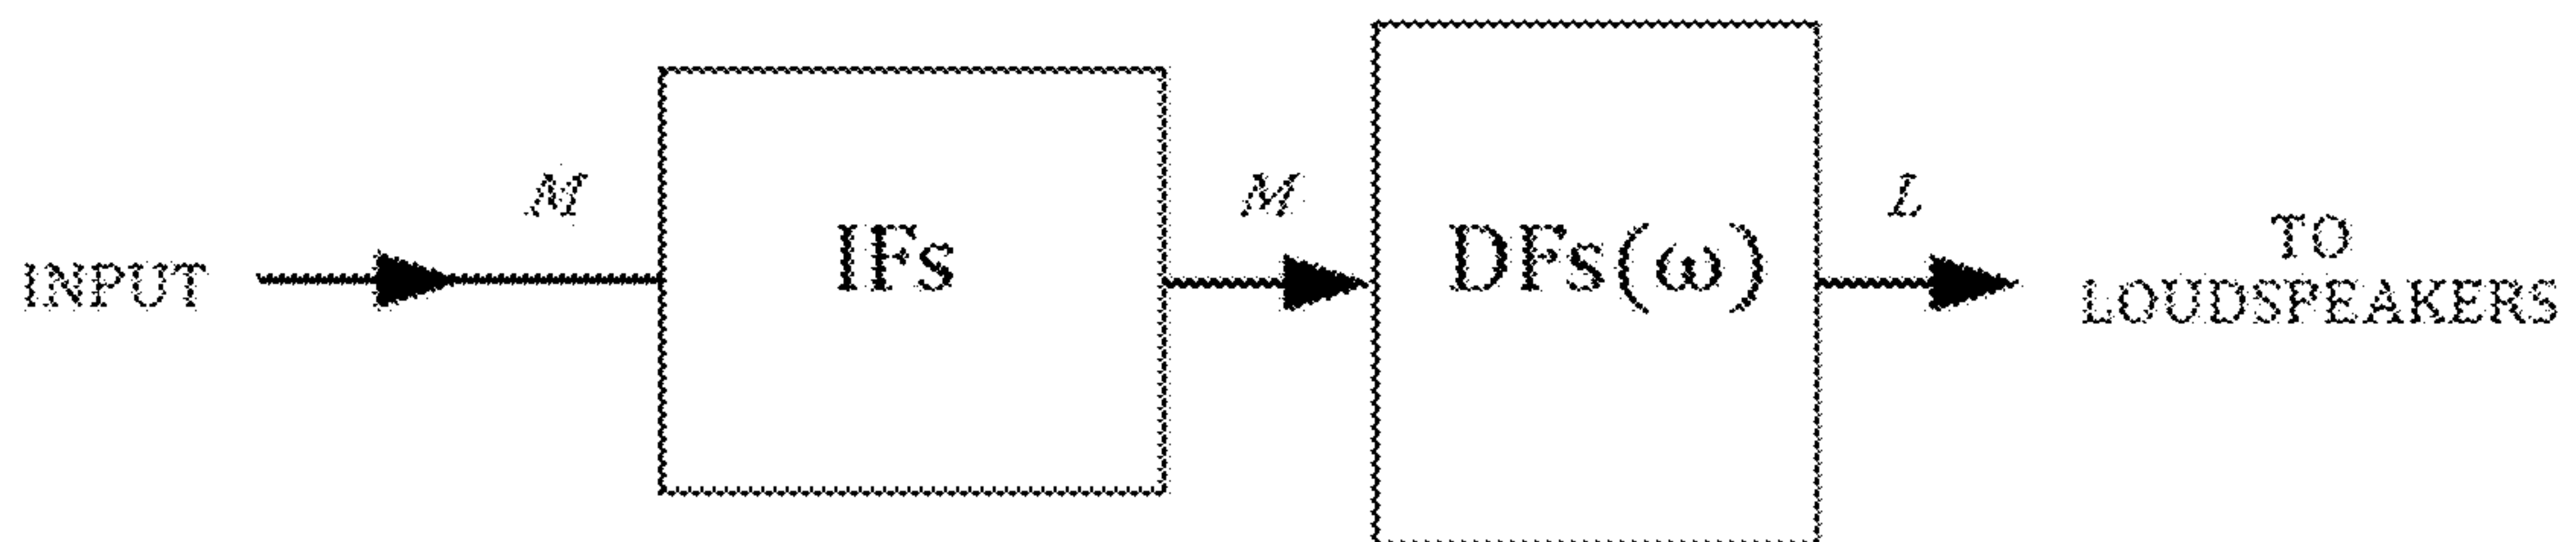 INPUT
M
IFs
M
DFs(ω)
L
TO
LOUDSPEAKERS